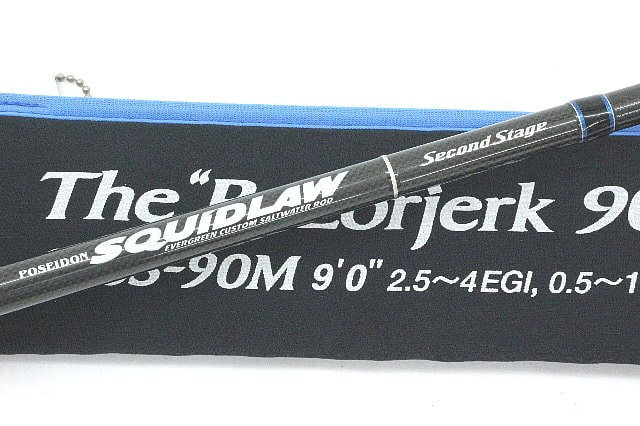 Second Stage
The "
orjerk 90
POSEIDON SQUIDLAW
EVERGREEN CUSTOM SALTWATER ROD
-90M 9'0" 2.5～4EGI, 0.5～1